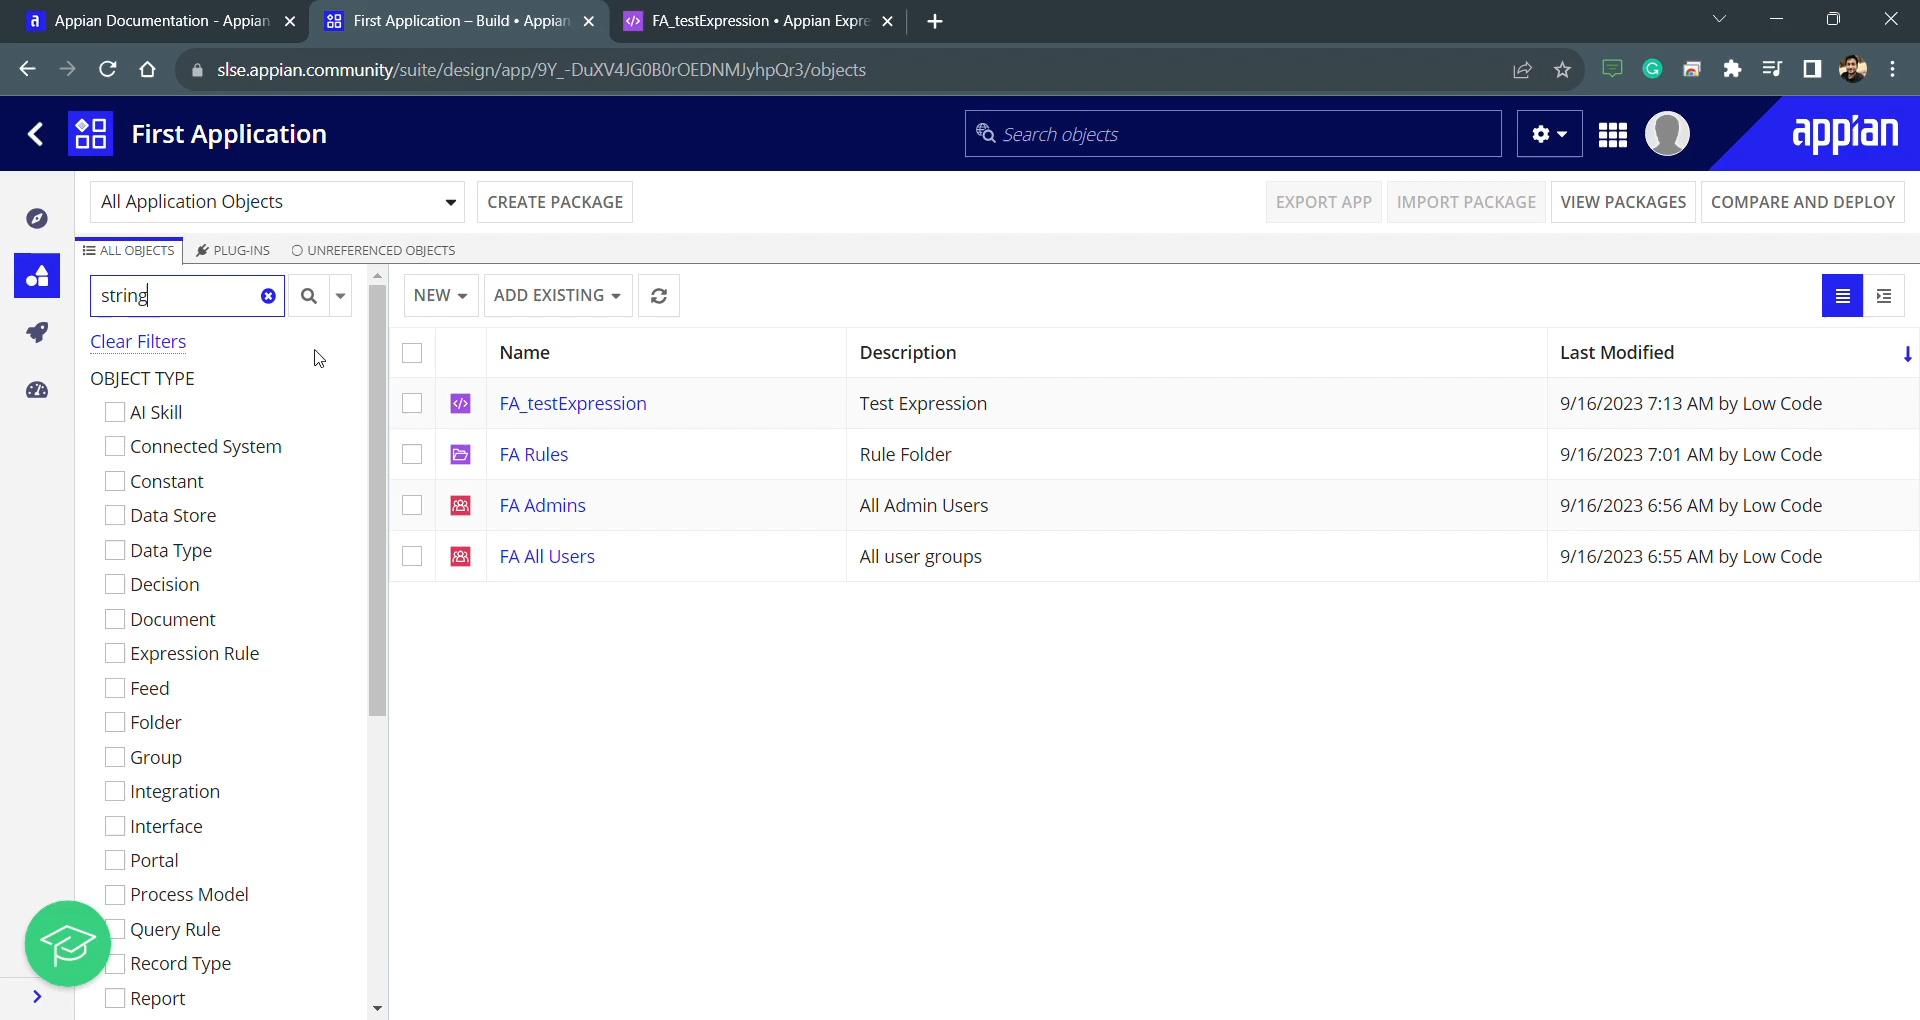 Appian Documentation - Appian
First Application – Build • Appian
FA_testExpression • Appian Expre
slse.appian.community/suite/design/app/9Y_-DuXV4JG0B0rOEDNMJyhpQr3/objects
First Application
Search objects
appian
All Application Objects
CREATE PACKAGE
EXPORT APP
IMPORT PACKAGE
VIEW PACKAGES
COMPARE AND DEPLOY
ALL OBJECTS
PLUG-INS
UNREFERENCED OBJECTS
string
NEW
ADD EXISTING
Clear Filters
OBJECT TYPE
AI Skill
Connected System
Constant
Data Store
Data Type
Decision
Document
Expression Rule
Feed
Folder
Group
Integration
Interface
Portal
Process Model
Query Rule
Record Type
Report
Name Description Last Modified
FA_testExpression Test Expression 9/16/2023 7:13 AM by Low Code
FA Rules Rule Folder 9/16/2023 7:01 AM by Low Code
FA Admins All Admin Users 9/16/2023 6:56 AM by Low Code
FA All Users All user groups 9/16/2023 6:55 AM by Low Code